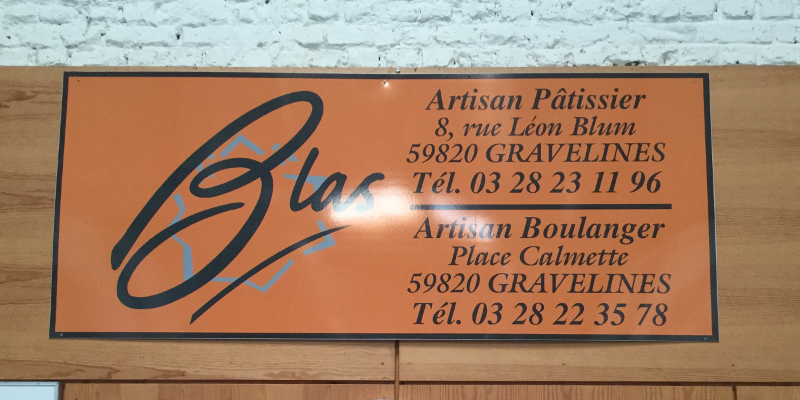 Blas
Artisan Pâtissier
8, rue Léon Blum
59820 GRAVELINES
Tél. 03 28 23 11 96
Artisan Boulanger
Place Calmette
59820 GRAVELINES
Tél. 03 28 22 35 78